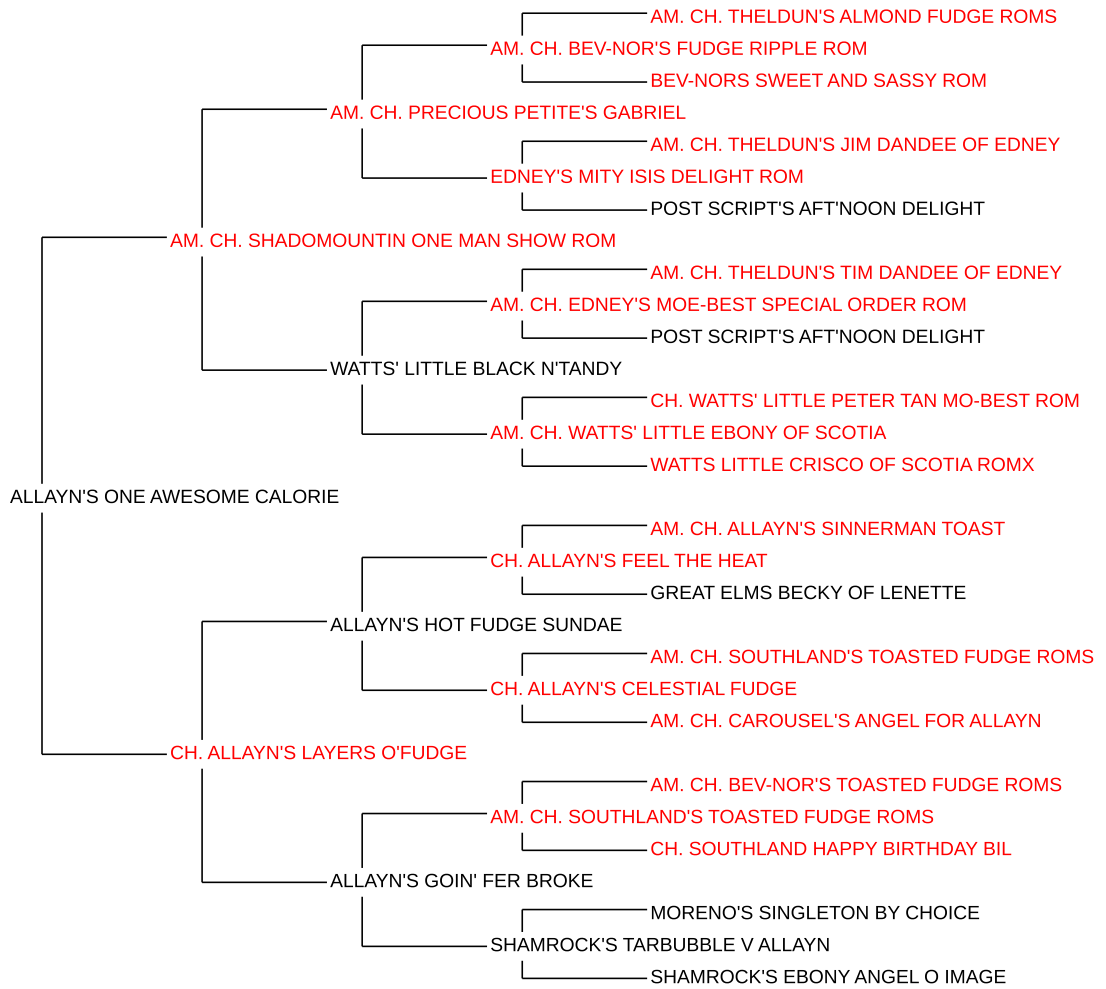 AM. CH. THELDUN'S ALMOND FUDGE ROMS
AM. CH. BEV-NOR'S FUDGE RIPPLE ROM
BEV-NORS SWEET AND SASSY ROM
AM. CH. PRECIOUS PETITE'S GABRIEL
AM. CH. THELDUN'S JIM DANDEE OF EDNEY
EDNEY'S MITY ISIS DELIGHT ROM
POST SCRIPT'S AFT'NOON DELIGHT
AM. CH. SHADOMOUNTIN ONE MAN SHOW ROM
AM. CH. THELDUN'S TIM DANDEE OF EDNEY
AM. CH. EDNEY'S MOE-BEST SPECIAL ORDER ROM
POST SCRIPT'S AFT'NOON DELIGHT
WATTS' LITTLE BLACK N'TANDY
CH. WATTS' LITTLE PETER TAN MO-BEST ROM
AM. CH. WATTS' LITTLE EBONY OF SCOTIA
WATTS LITTLE CRISCO OF SCOTIA ROMX
ALLAYN'S ONE AWESOME CALORIE
AM. CH. ALLAYN'S SINNERMAN TOAST
CH. ALLAYN'S FEEL THE HEAT
GREAT ELMS BECKY OF LENETTE
ALLAYN'S HOT FUDGE SUNDAE
AM. CH. SOUTHLAND'S TOASTED FUDGE ROMS
CH. ALLAYN'S CELESTIAL FUDGE
AM. CH. CAROUSEL'S ANGEL FOR ALLAYN
CH. ALLAYN'S LAYERS O'FUDGE
AM. CH. BEV-NOR'S TOASTED FUDGE ROMS
AM. CH. SOUTHLAND'S TOASTED FUDGE ROMS
CH. SOUTHLAND HAPPY BIRTHDAY BIL
ALLAYN'S GOIN' FER BROKE
MORENO'S SINGLETON BY CHOICE
SHAMROCK'S TARBUBBLE V ALLAYN
SHAMROCK'S EBONY ANGEL O IMAGE